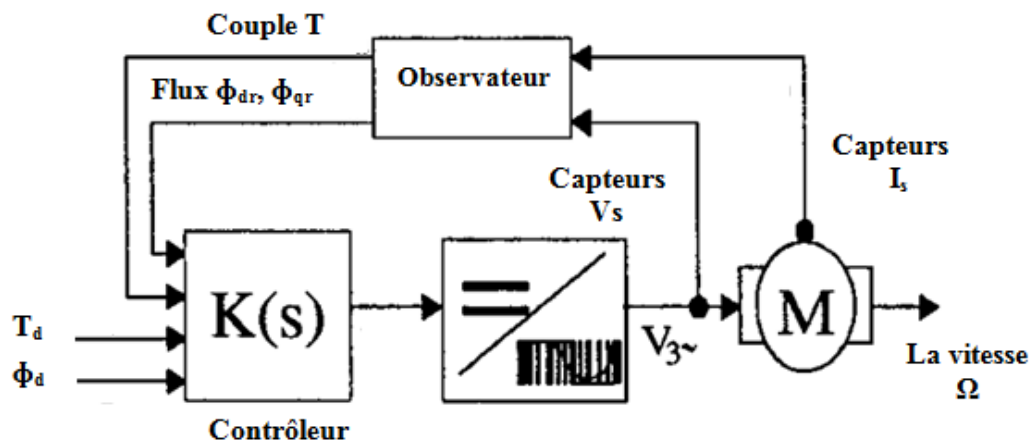 Couple T
Observateur
Flux ϕdr, ϕqr
Capteurs
Is
Capteurs
Vs
K(s)
Td
ϕd
V3~
M
La vitesse
Ω
Contrôleur